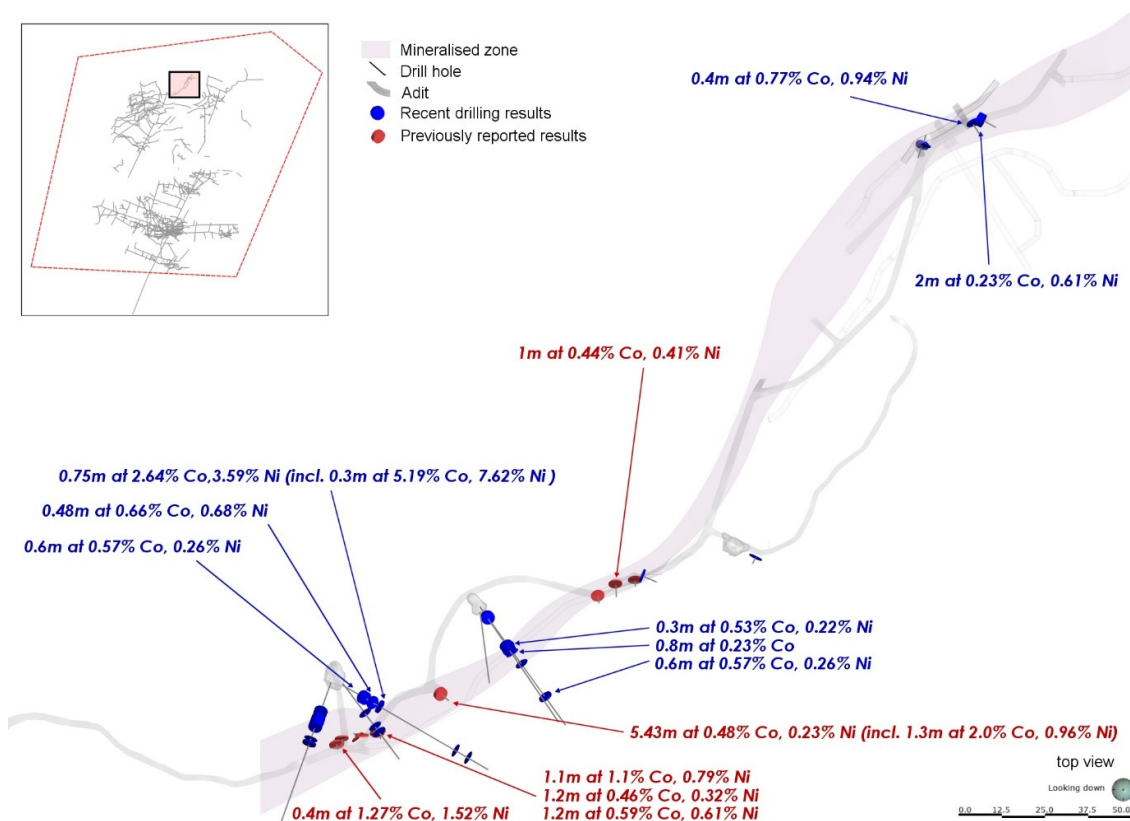 Mineralised zone
Drill hole
Adit
Recent drilling results
Previously reported results
0.4m at 0.77% Co, 0.94% Ni
2m at 0.23% Co, 0.61% Ni
1m at 0.44% Co, 0.41% Ni
0.75m at 2.64% Co,3.59% Ni (incl. 0.3m at 5.19% Co, 7.62% Ni )
0.48m at 0.66% Co, 0.68% Ni
0.6m at 0.57% Co, 0.26% Ni
0.3m at 0.53% Co, 0.22% Ni
0.8m at 0.23% Co
0.6m at 0.57% Co, 0.26% Ni
5.43m at 0.48% Co, 0.23% Ni (incl. 1.3m at 2.0% Co, 0.96% Ni)
1.1m at 1.1% Co, 0.79% Ni
1.2m at 0.46% Co, 0.32% Ni
1.2m at 0.59% Co, 0.61% Ni
0.4m at 1.27% Co, 1.52% Ni
top view
Looking down
0.0 12.5 25.0 37.5 50.0